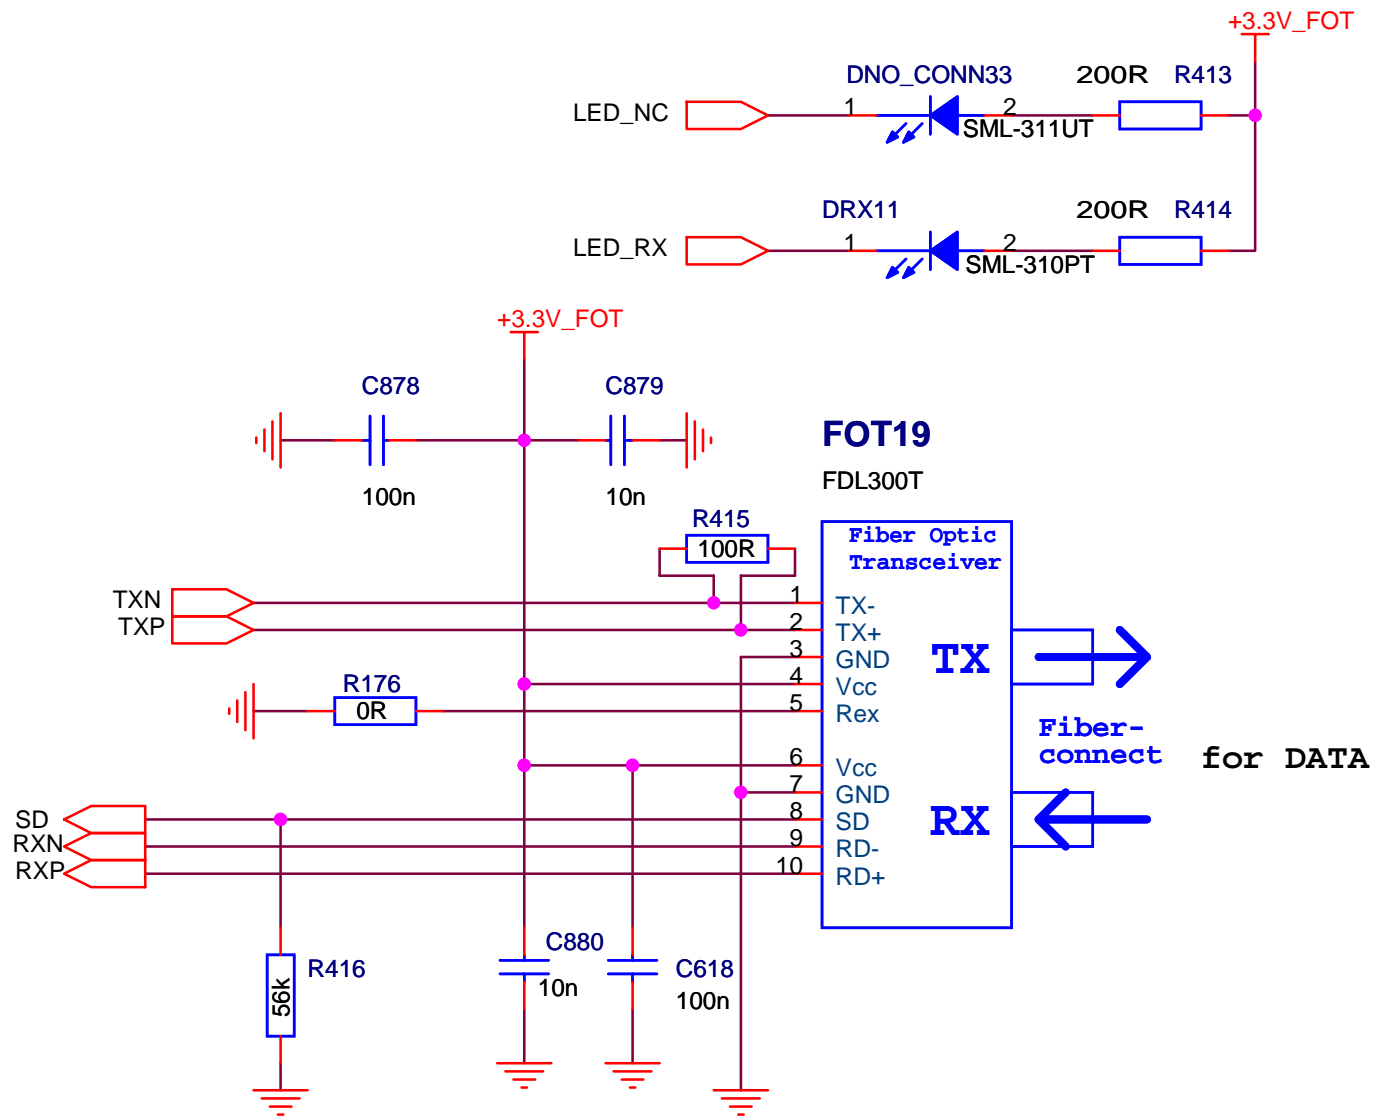 +3.3V_FOT
DNO_CONN33 200R R413
LED_NC 1 2
SML-311UT
DRX11 200R R414
LED_RX 1 2
SML-310PT
+3.3V_FOT
C878 C879
100n 10n
FOT19
FDL300T
R415
100R
Fiber Optic
Transceiver
TXN 1 TX-
TXP 2 TX+
3 GND
TX
R176 4 Vcc
0R 5 Rex
Fiber-
connect
for DATA
6 Vcc
7 GND
SD 8 SD
RX
RXN 9 RD-
RXP 10 RD+
R416
56k
C880
10n
C618
100n